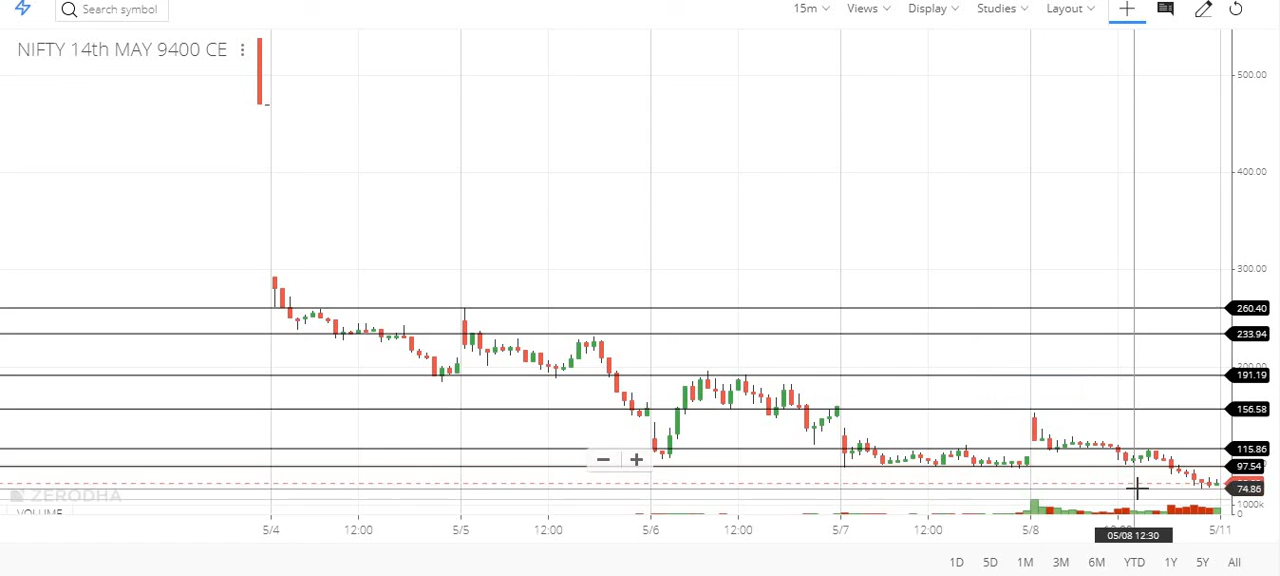 Search symbol 15m Views Display Studies Layout
NIFTY 14th MAY 9400 CE
500.00
400.00
300.00
260.40
233.94
191.19
156.58
115.86
97.54
74.86
ZERODHA
VOLUME
1000k
0
5/4 12:00 5/5 12:00 5/6 12:00 5/7 12:00 5/8 5/11
05/08 12:30
1D 5D 1M 3M 6M YTD 1Y 5Y All